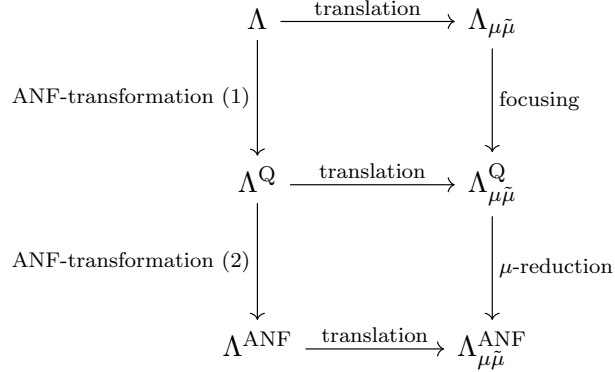 translation
Λ Λ_{μμ̃}
ANF-transformation (1) focusing
translation
Λ^Q Λ^Q_{μμ̃}
ANF-transformation (2) μ-reduction
translation
Λ^{ANF} Λ^{ANF}_{μμ̃}